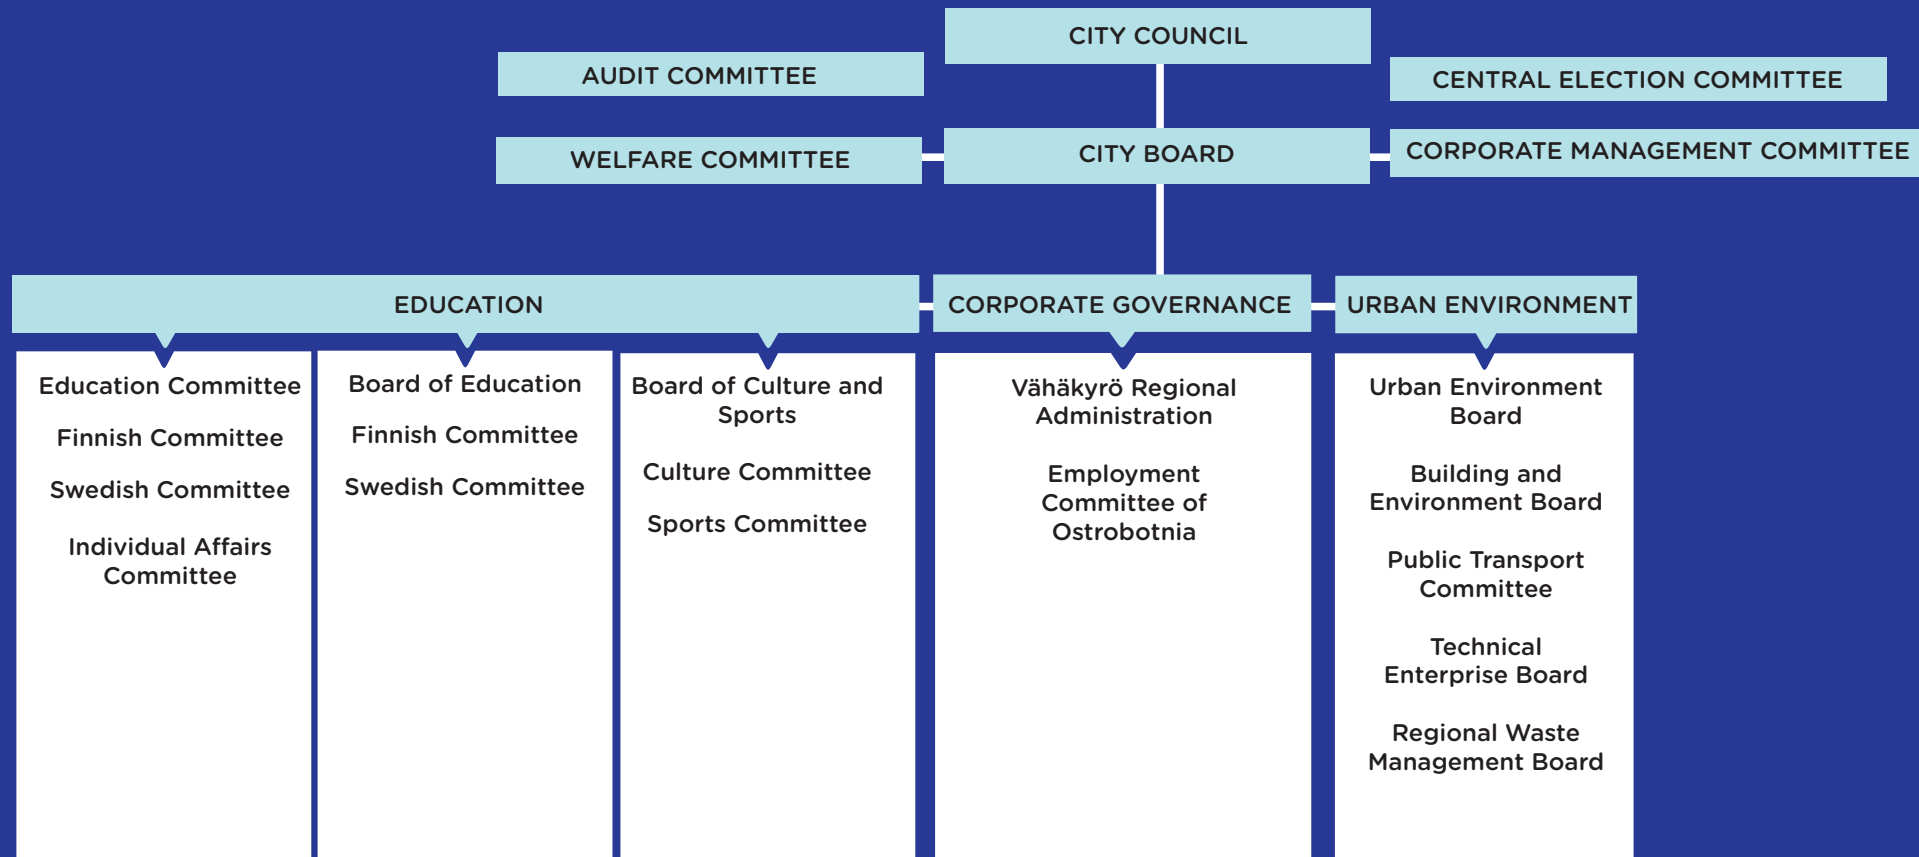 CITY COUNCIL
AUDIT COMMITTEE
CENTRAL ELECTION COMMITTEE
WELFARE COMMITTEE
CITY BOARD
CORPORATE MANAGEMENT COMMITTEE
EDUCATION
CORPORATE GOVERNANCE
URBAN ENVIRONMENT
Education Committee
Finnish Committee
Swedish Committee
Individual Affairs
Committee
Board of Education
Finnish Committee
Swedish Committee
Board of Culture and
Sports
Culture Committee
Sports Committee
Vähäkyrö Regional
Administration
Employment
Committee of
Ostrobotnia
Urban Environment
Board
Building and
Environment Board
Public Transport
Committee
Technical
Enterprise Board
Regional Waste
Management Board